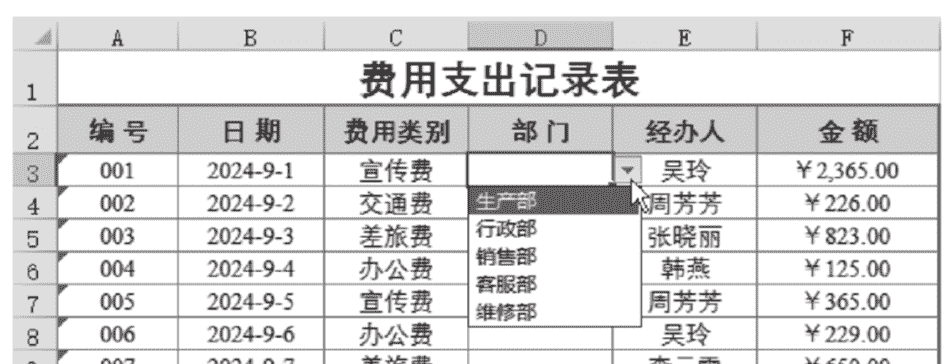 A B C D E F
1 费用支出记录表
2 编号 日期 费用类别 部门 经办人 金额
3 001 2024-9-1 宣传费 吴玲 ￥2,365.00
4 002 2024-9-2 交通费 生产部 周芳芳 ￥226.00
5 003 2024-9-3 差旅费 行政部 张晓丽 ￥823.00
销售部
6 004 2024-9-4 办公费 韩燕 ￥125.00
客服部
7 005 2024-9-5 宣传费 维修部 周芳芳 ￥365.00
8 006 2024-9-6 办公费 吴玲 ￥229.00